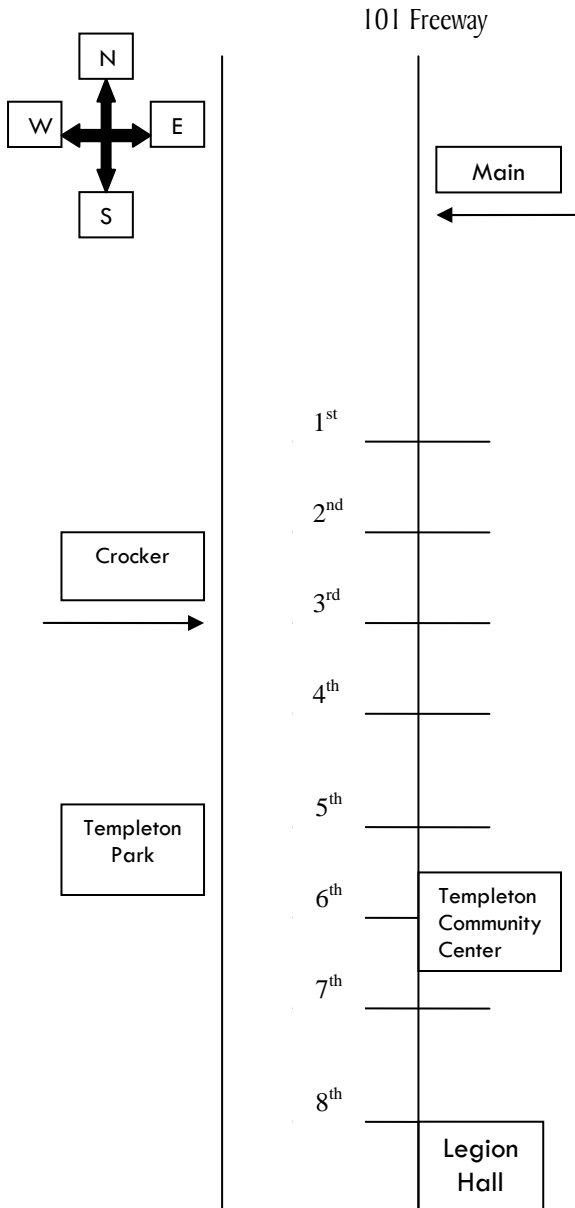 101 Freeway
N
W
E
S
Main
1st
2nd
Crocker
3rd
4th
5th
Templeton
Park
6th
Templeton
Community
Center
7th
8th
Legion
Hall